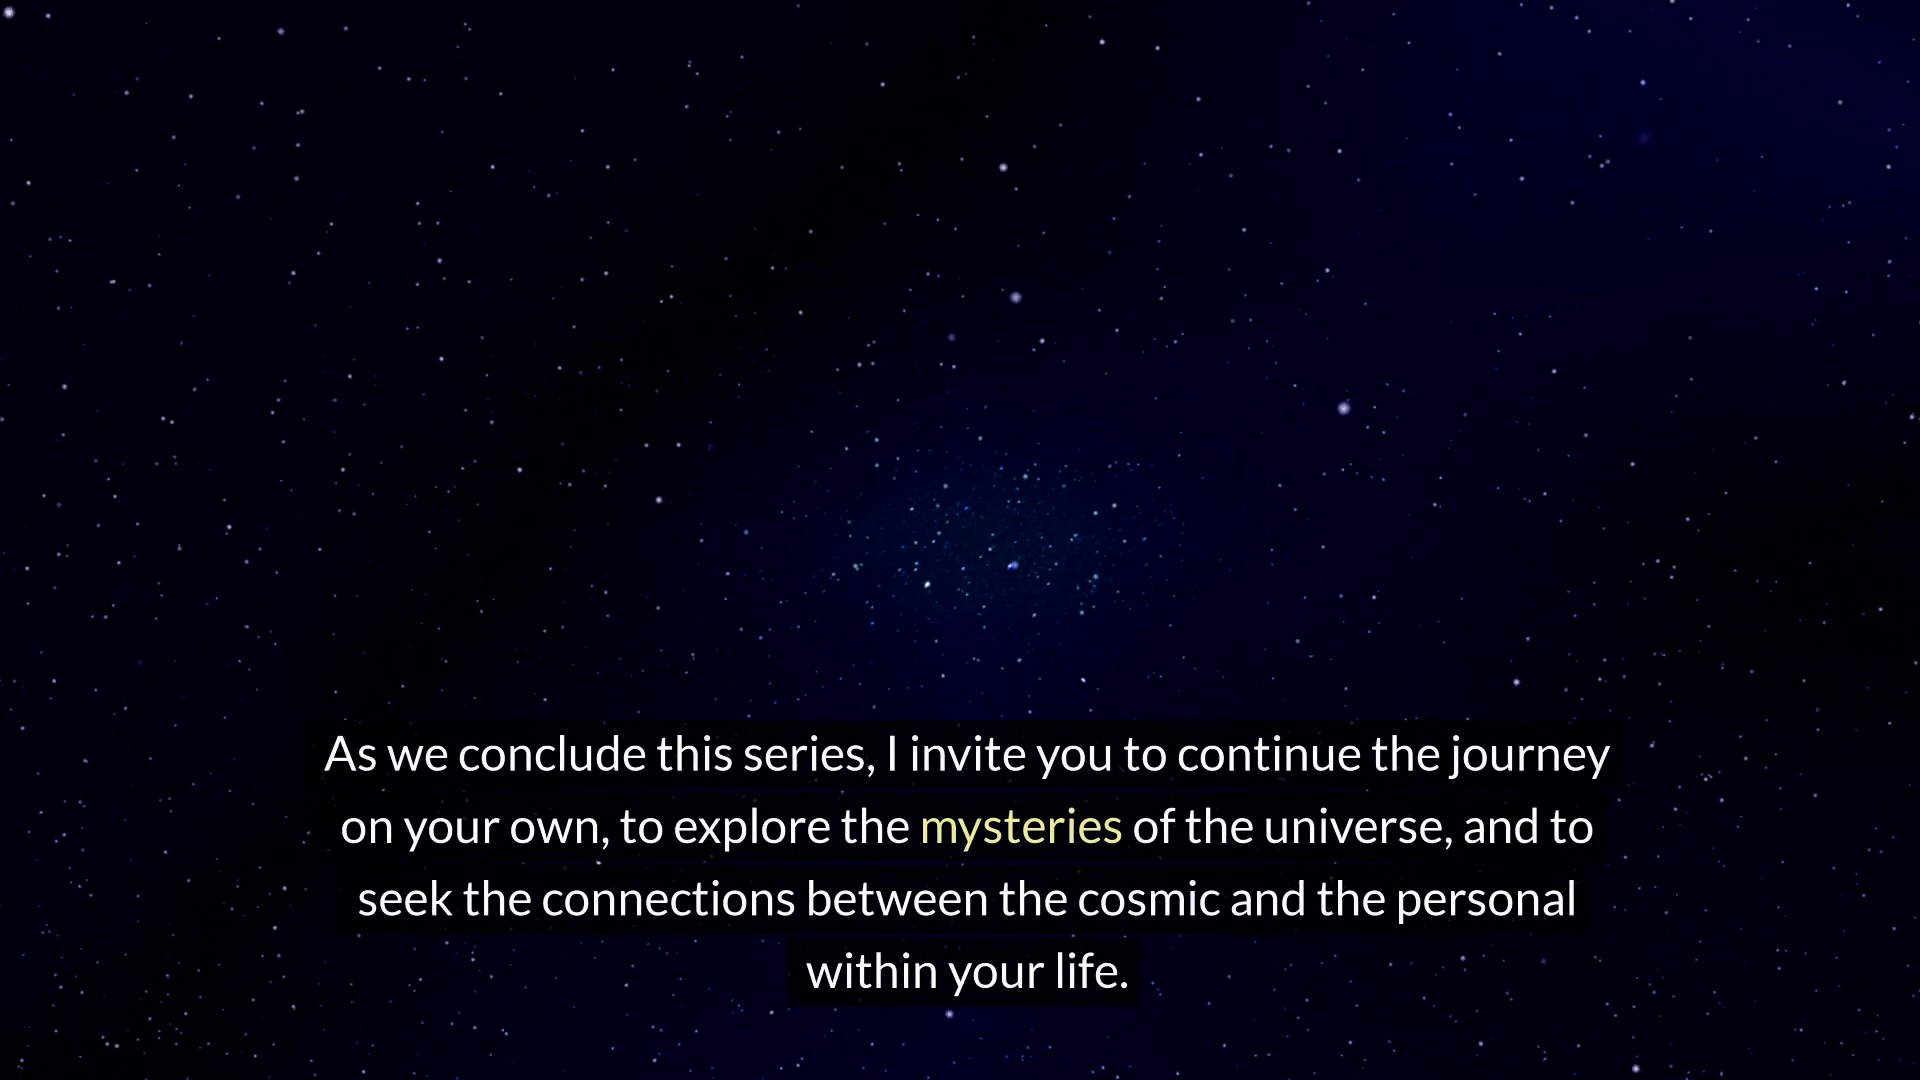 As we conclude this series, I invite you to continue the journey
on your own, to explore the mysteries of the universe, and to
seek the connections between the cosmic and the personal
within your life.